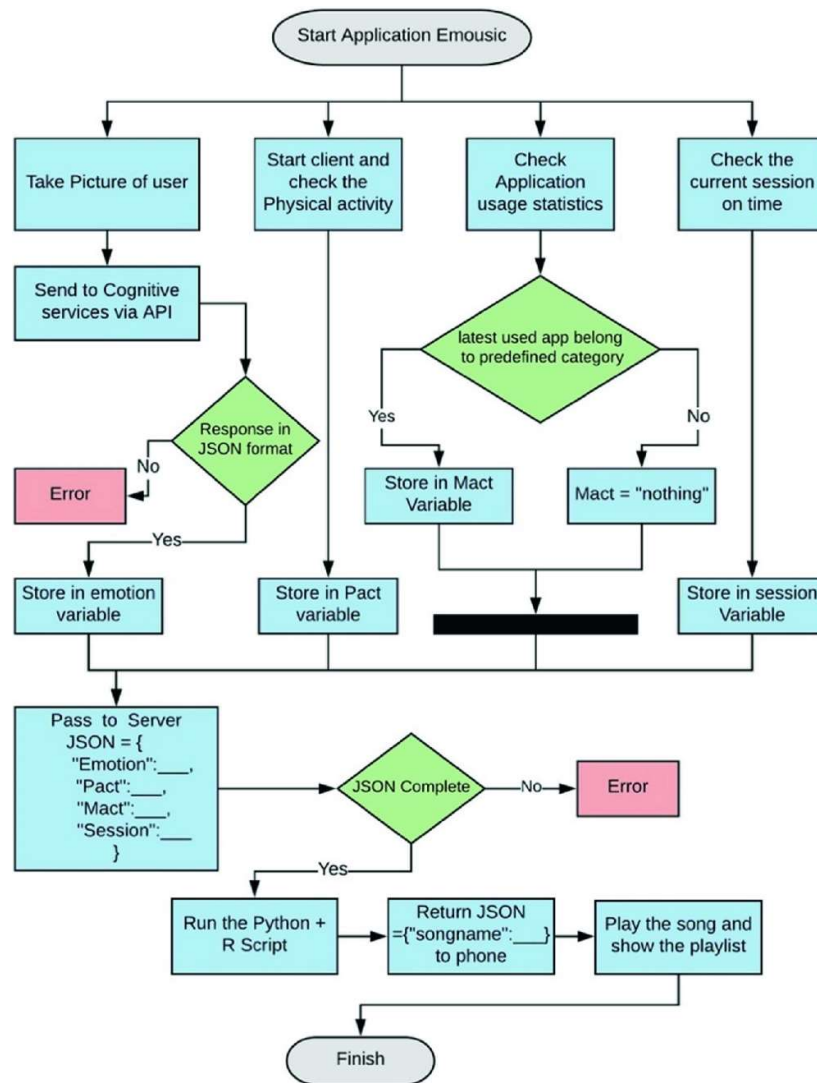 Start Application Emousic
Take Picture of user
Start client and
check the
Physical activity
Check
Application
usage statistics
Check the
current session
on time
Send to Cognitive
services via API
latest used app belong
to predefined category
Response in
JSON format
Yes
No
No
Error
Store in Mact
Variable
Mact = "nothing"
Yes
Store in emotion
variable
Store in Pact
variable
Store in session
Variable
Pass to Server
JSON = {
"Emotion":___,
"Pact":___,
"Mact":___,
"Session":___
}
JSON Complete
No
Error
Yes
Run the Python +
R Script
Return JSON
={"songname":___}
to phone
Play the song and
show the playlist
Finish